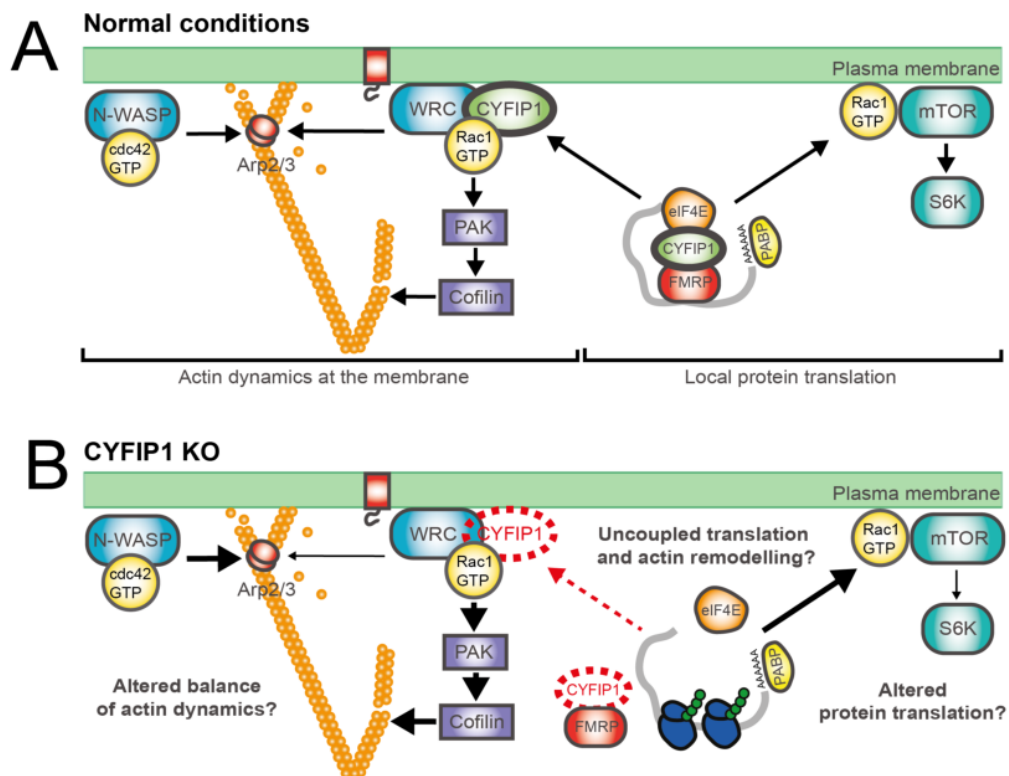 A
Normal conditions
Plasma membrane
N-WASP
cdc42
GTP
Arp2/3
WRC
CYFIP1
Rac1
GTP
PAK
Cofilin
eIF4E
CYFIP1
FMRP
AAAAAA
PABP
Rac1
GTP
mTOR
S6K
Actin dynamics at the membrane
Local protein translation
B
CYFIP1 KO
Plasma membrane
N-WASP
cdc42
GTP
Arp2/3
WRC
CYFIP1
Rac1
GTP
PAK
Cofilin
Altered balance
of actin dynamics?
Uncoupled translation
and actin remodelling?
eIF4E
CYFIP1
FMRP
AAAAAA
PABP
Rac1
GTP
mTOR
S6K
Altered
protein translation?